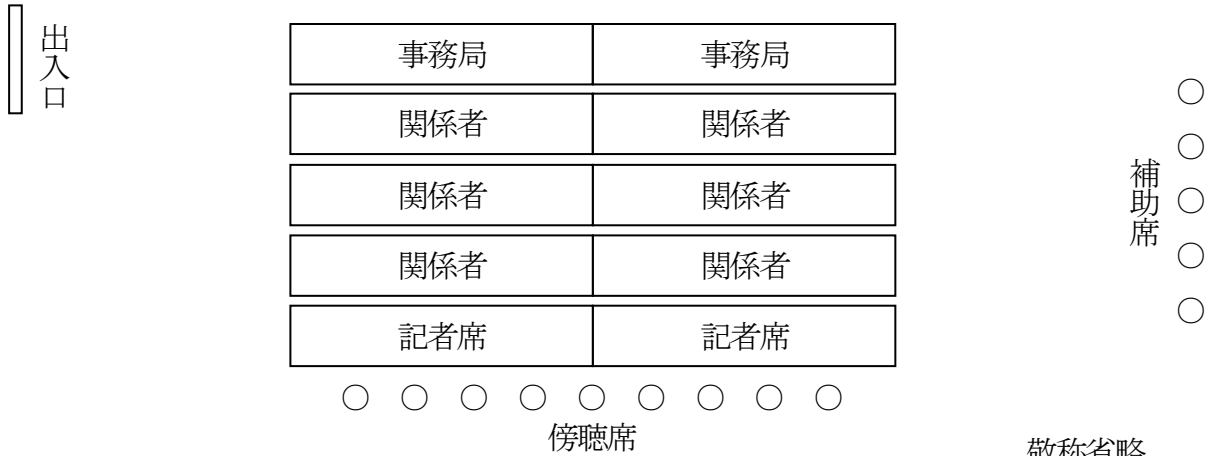 出入口
事務局 事務局
関係者 関係者
関係者 関係者
関係者 関係者
記者席 記者席
補助席
傍聴席
敬称省略